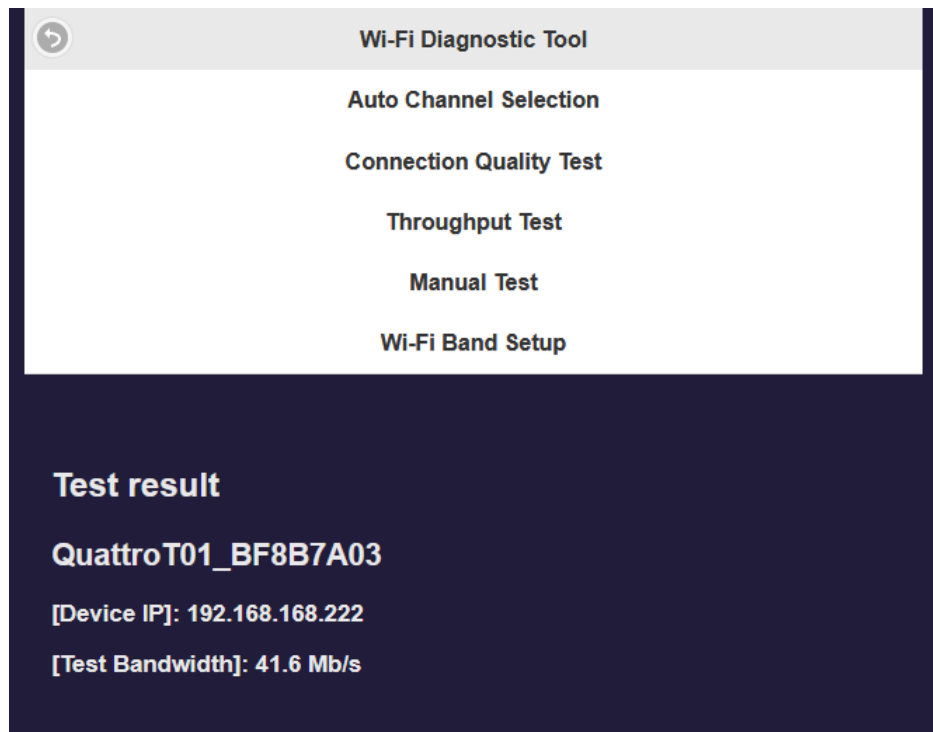 Wi-Fi Diagnostic Tool
Auto Channel Selection
Connection Quality Test
Throughput Test
Manual Test
Wi-Fi Band Setup
Test result
QuattroT01_BF8B7A03
[Device IP]: 192.168.168.222
[Test Bandwidth]: 41.6 Mb/s